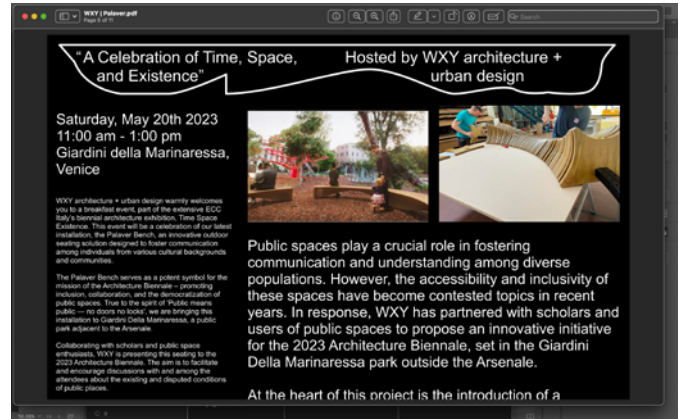 WXY | Palaver.pdf
Page 5 of 11
Search
“A Celebration of Time, Space,
and Existence”
Hosted by WXY architecture +
urban design
Saturday, May 20th 2023
11:00 am - 1:00 pm
Giardini della Marinaressa,
Venice
WXY architecture + urban design warmly welcomes
you to a breakfast event, part of the extensive ECC
Italy's biennial architecture exhibition, Time Space
Existence. This event will be a celebration of our latest
installation, the Palaver Bench, an innovative outdoor
seating solution designed to foster communication
among individuals from various cultural backgrounds
and communities.
The Palaver Bench serves as a potent symbol for the
mission of the Architecture Biennale – promoting
inclusion, collaboration, and the democratization of
public spaces. True to the spirit of 'Public means
public — no doors no locks', we are bringing this
installation to Giardini Della Marinaressa, a public
park adjacent to the Arsenale.
Collaborating with scholars and public space
enthusiasts, WXY is presenting this seating to the
2023 Architecture Biennale. The aim is to facilitate
and encourage discussions with and among the
attendees about the existing and disputed conditions
of public places.
Public spaces play a crucial role in fostering
communication and understanding among diverse
populations. However, the accessibility and inclusivity of
these spaces have become contested topics in recent
years. In response, WXY has partnered with scholars and
users of public spaces to propose an innovative initiative
for the 2023 Architecture Biennale, set in the Giardini
Della Marinaressa park outside the Arsenale.
At the heart of this project is the introduction of a